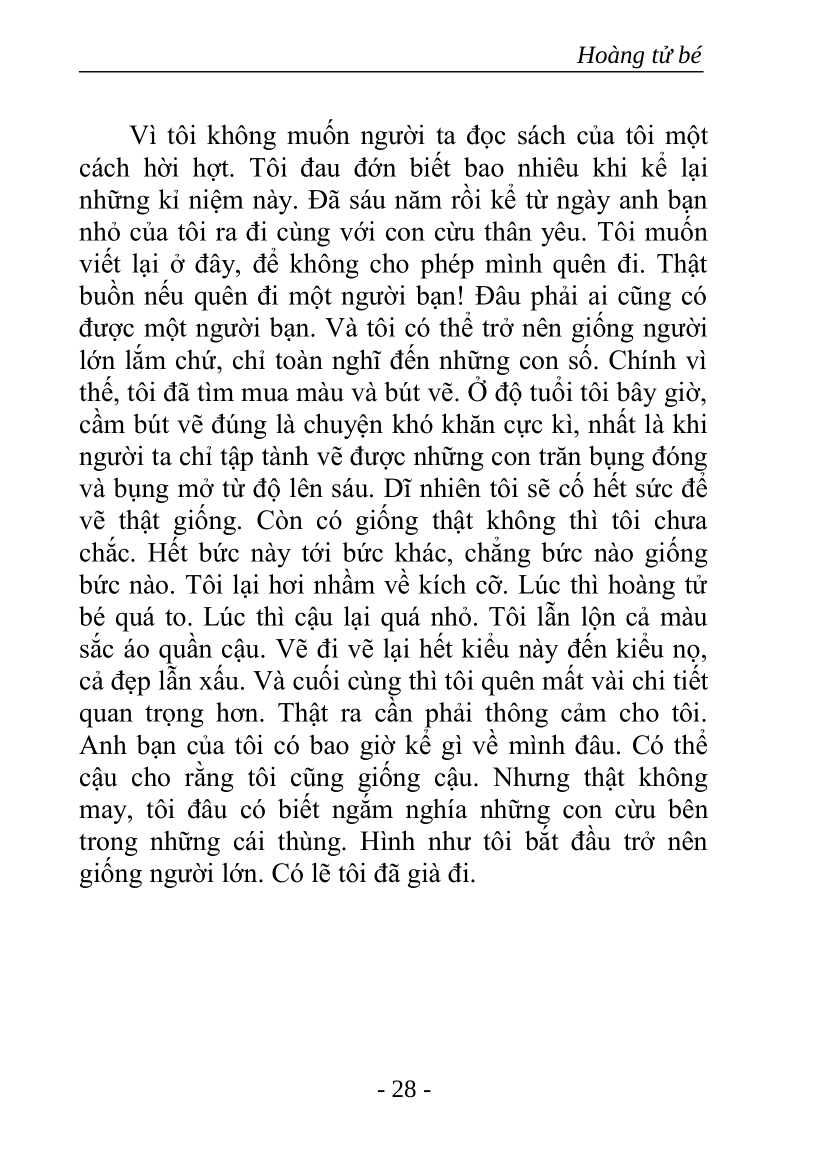 Hoàng tử bé
Vì tôi không muốn người ta đọc sách của tôi một
cách hời hợt. Tôi đau đớn biết bao nhiêu khi kể lại
những kỉ niệm này. Đã sáu năm rồi kể từ ngày anh bạn
nhỏ của tôi ra đi cùng với con cừu thân yêu. Tôi muốn
viết lại ở đây, để không cho phép mình quên đi. Thật
buồn nếu quên đi một người bạn! Đâu phải ai cũng có
được một người bạn. Và tôi có thể trở nên giống người
lớn lắm chứ, chỉ toàn nghĩ đến những con số. Chính vì
thế, tôi đã tìm mua màu và bút vẽ. Ở độ tuổi tôi bây giờ,
cầm bút vẽ đúng là chuyện khó khăn cực kì, nhất là khi
người ta chỉ tập tành vẽ được những con trăn bụng đóng
và bụng mở từ độ lên sáu. Dĩ nhiên tôi sẽ cố hết sức để
vẽ thật giống. Còn có giống thật không thì tôi chưa
chắc. Hết bức này tới bức khác, chẳng bức nào giống
bức nào. Tôi lại hơi nhầm về kích cỡ. Lúc thì hoàng tử
bé quá to. Lúc thì cậu lại quá nhỏ. Tôi lẫn lộn cả màu
sắc áo quần cậu. Vẽ đi vẽ lại hết kiểu này đến kiểu nọ,
cả đẹp lẫn xấu. Và cuối cùng thì tôi quên mất vài chi tiết
quan trọng hơn. Thật ra cần phải thông cảm cho tôi.
Anh bạn của tôi có bao giờ kể gì về mình đâu. Có thể
cậu cho rằng tôi cũng giống cậu. Nhưng thật không
may, tôi đâu có biết ngắm nghía những con cừu bên
trong những cái thùng. Hình như tôi bắt đầu trở nên
giống người lớn. Có lẽ tôi đã già đi.
- 28 -